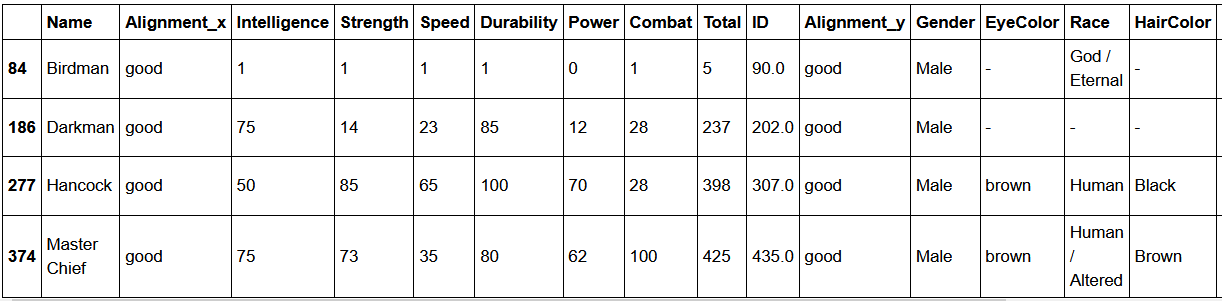 Name Alignment_x Intelligence Strength Speed Durability Power Combat Total ID Alignment_y Gender EyeColor Race HairColor
84 Birdman good 1 1 1 1 0 1 5 90.0 good Male - God / Eternal -
186 Darkman good 75 14 23 85 12 28 237 202.0 good Male - - -
277 Hancock good 50 85 65 100 70 28 398 307.0 good Male brown Human Black
374 Master Chief good 75 73 35 80 62 100 425 435.0 good Male brown Human / Altered Brown